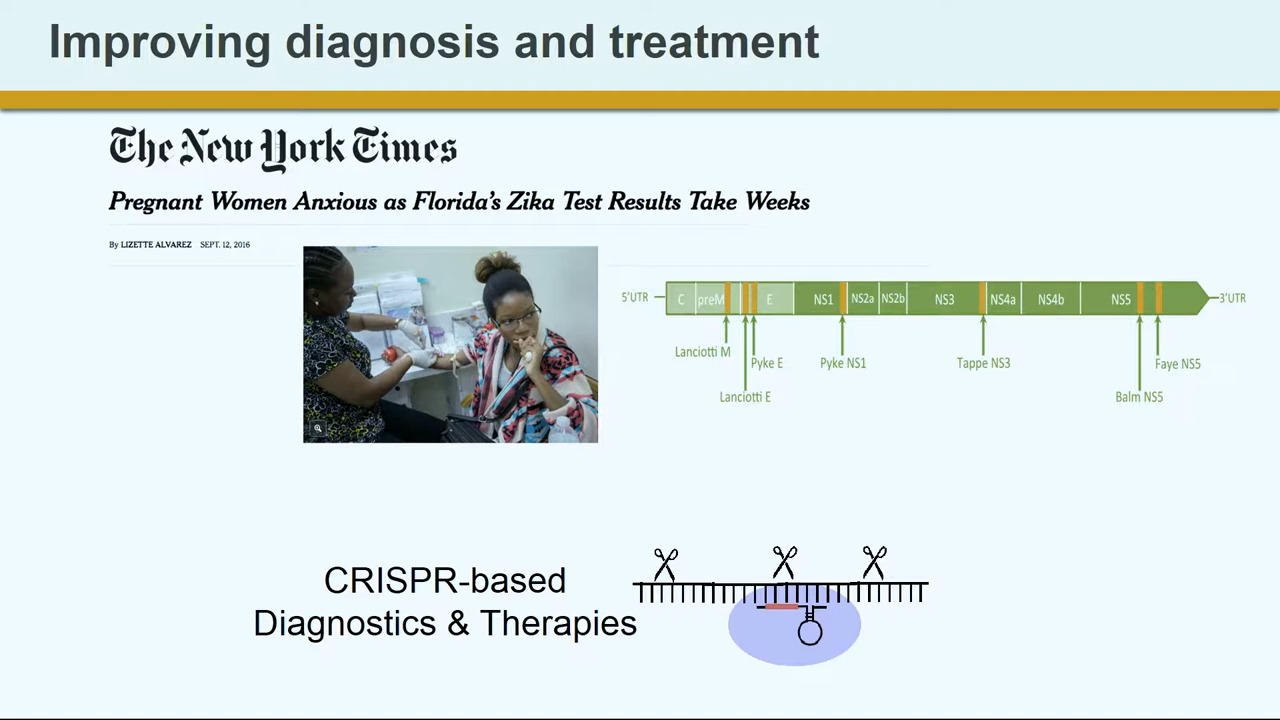 Improving diagnosis and treatment
The New York Times
Pregnant Women Anxious as Florida's Zika Test Results Take Weeks
By LIZETTE ALVAREZ SEPT. 12, 2016
5'UTR C preM E NS1 NS2a NS2b NS3 NS4a NS4b NS5 3'UTR
Lanciotti M
Pyke E
Pyke NS1
Tappe NS3
Faye NS5
Lanciotti E
Balm NS5
CRISPR-based
Diagnostics & Therapies